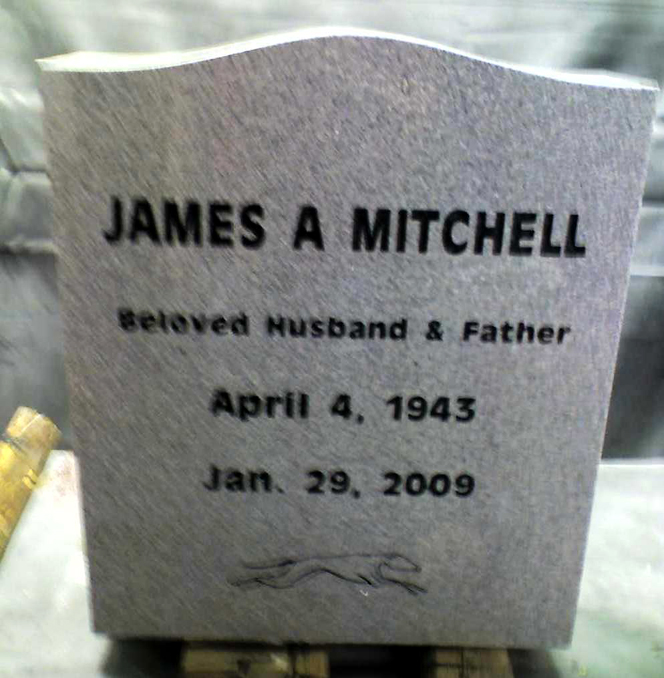 JAMES A MITCHELL
Beloved Husband & Father
April 4, 1943
Jan. 29, 2009